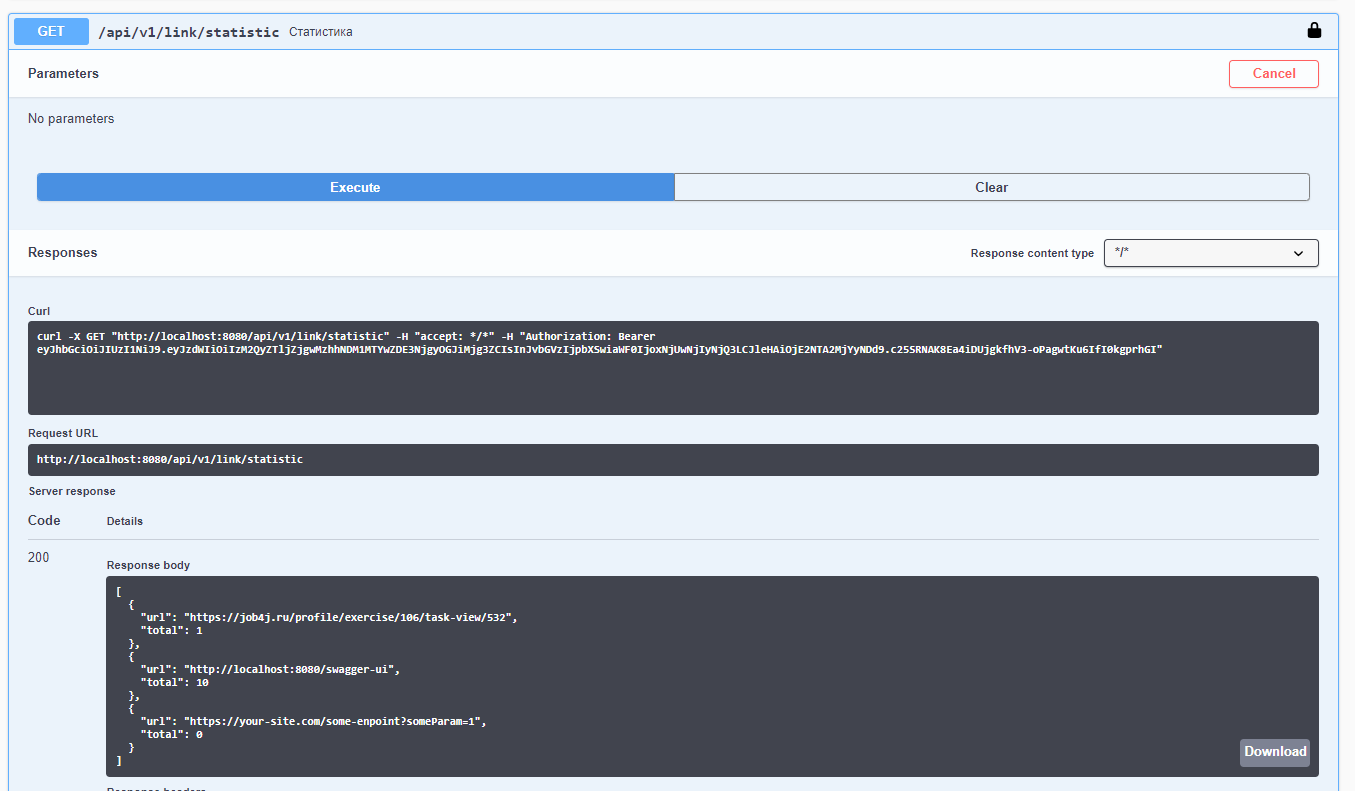 GET /api/v1/link/statistic Статистика
Parameters
Cancel
No parameters
Execute
Clear
Responses
Response content type */*
Curl
curl -X GET "http://localhost:8080/api/v1/link/statistic" -H "accept: */*" -H "Authorization: Bearer
eyJhbGciOiJIUzI1NiJ9.eyJzdWIiOiIzM2QyZTljZjgwMzhhNDM1MTYwZDE3NjgyOGJiMjg3ZCIsInJvbGVzIjpbXSwiaWF0IjoxNjUwNjIyNjQ3LCJleHAiOjE2NTA2MjYyNDd9.c25SRNAK8Ea4iDUjgkfhV3-oPagwtKu6IfI0kgprhGI"
Request URL
http://localhost:8080/api/v1/link/statistic
Server response
Code Details
200
Response body
[
{
"url": "https://job4j.ru/profile/exercise/106/task-view/532",
"total": 1
},
{
"url": "http://localhost:8080/swagger-ui",
"total": 10
},
{
"url": "https://your-site.com/some-enpoint?someParam=1",
"total": 0
}
]
Download
Response headers